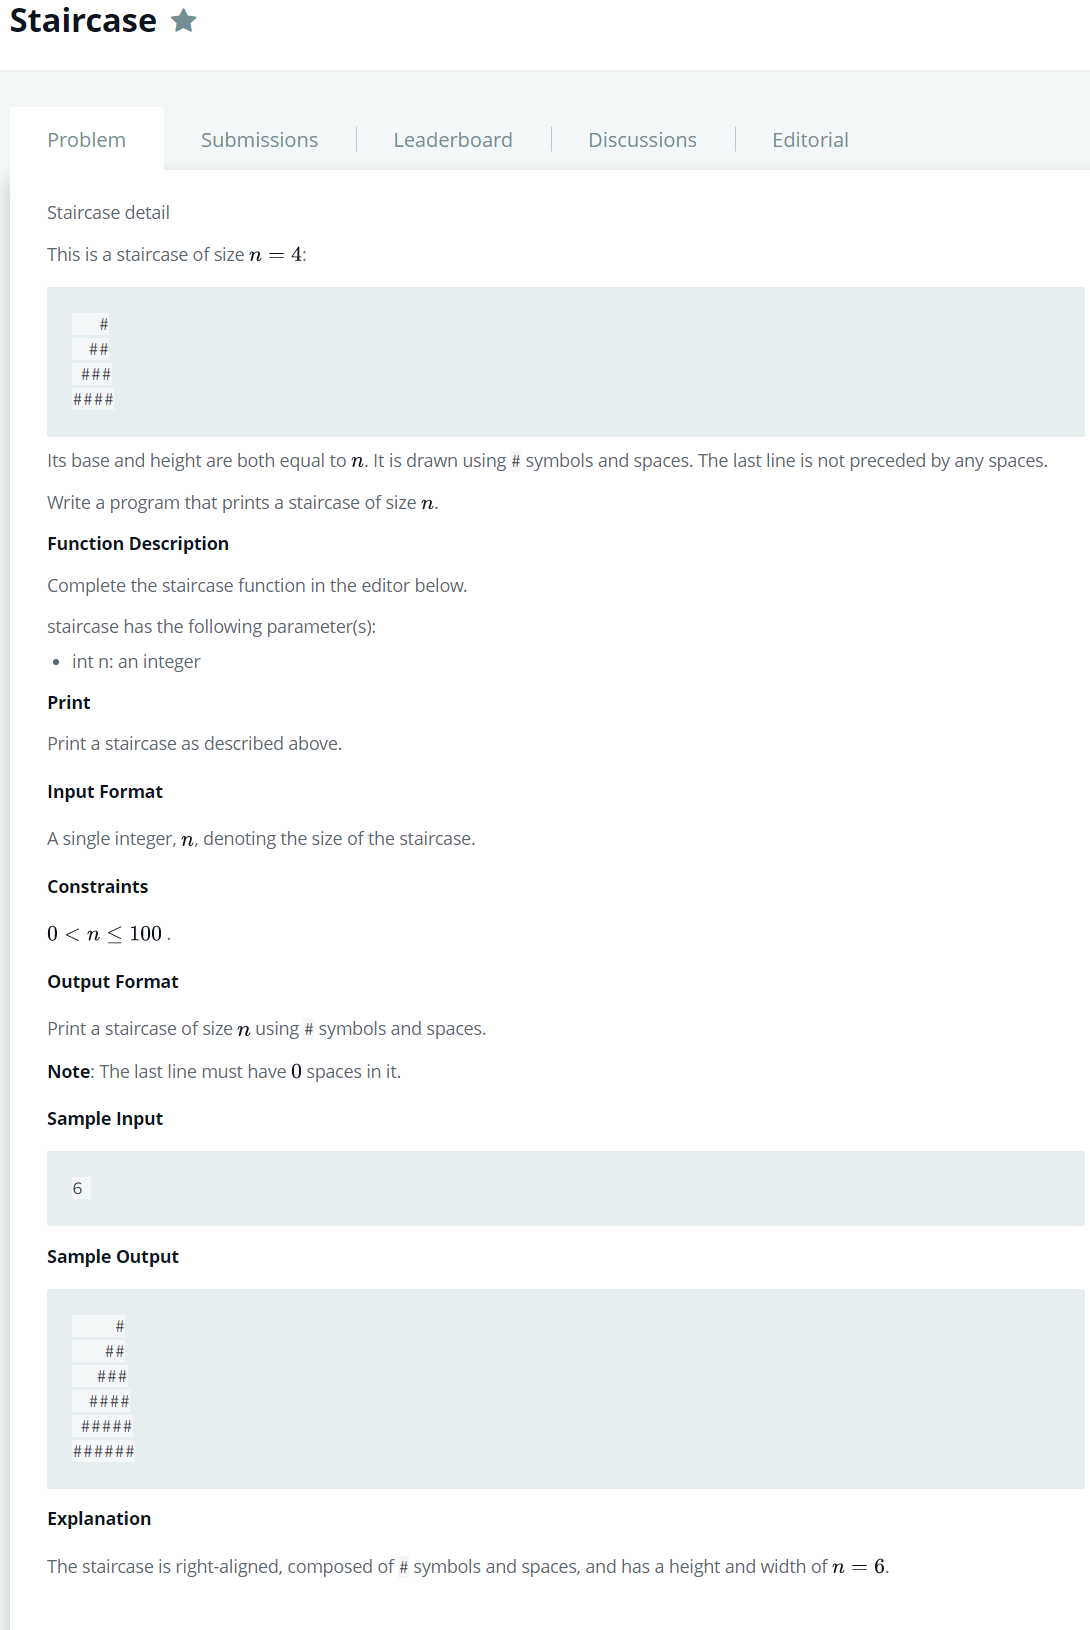 Staircase
Problem
Submissions
Leaderboard
Discussions
Editorial
Staircase detail
This is a staircase of size n = 4:
   #
  ##
 ###
####
Its base and height are both equal to n. It is drawn using # symbols and spaces. The last line is not preceded by any spaces.
Write a program that prints a staircase of size n.
Function Description
Complete the staircase function in the editor below.
staircase has the following parameter(s):
• int n: an integer
Print
Print a staircase as described above.
Input Format
A single integer, n, denoting the size of the staircase.
Constraints
0 < n ≤ 100 .
Output Format
Print a staircase of size n using # symbols and spaces.
Note: The last line must have 0 spaces in it.
Sample Input
6
Sample Output
     #
    ##
   ###
  ####
 #####
######
Explanation
The staircase is right-aligned, composed of # symbols and spaces, and has a height and width of n = 6.